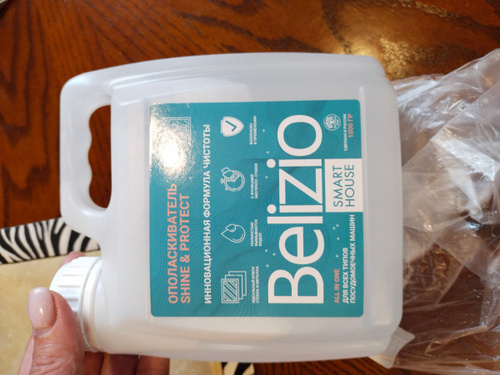 ОПОЛАСКИВАТЕЛЬ
SHINE & PROTECT
ИННОВАЦИОННАЯ ФОРМУЛА ЧИСТОТЫ
Belizio
SMART
HOUSE
ALL IN ONE
ДЛЯ ВСЕХ ТИПОВ
ПОСУДОМОЕЧНЫХ МАШИН
1000 ГР